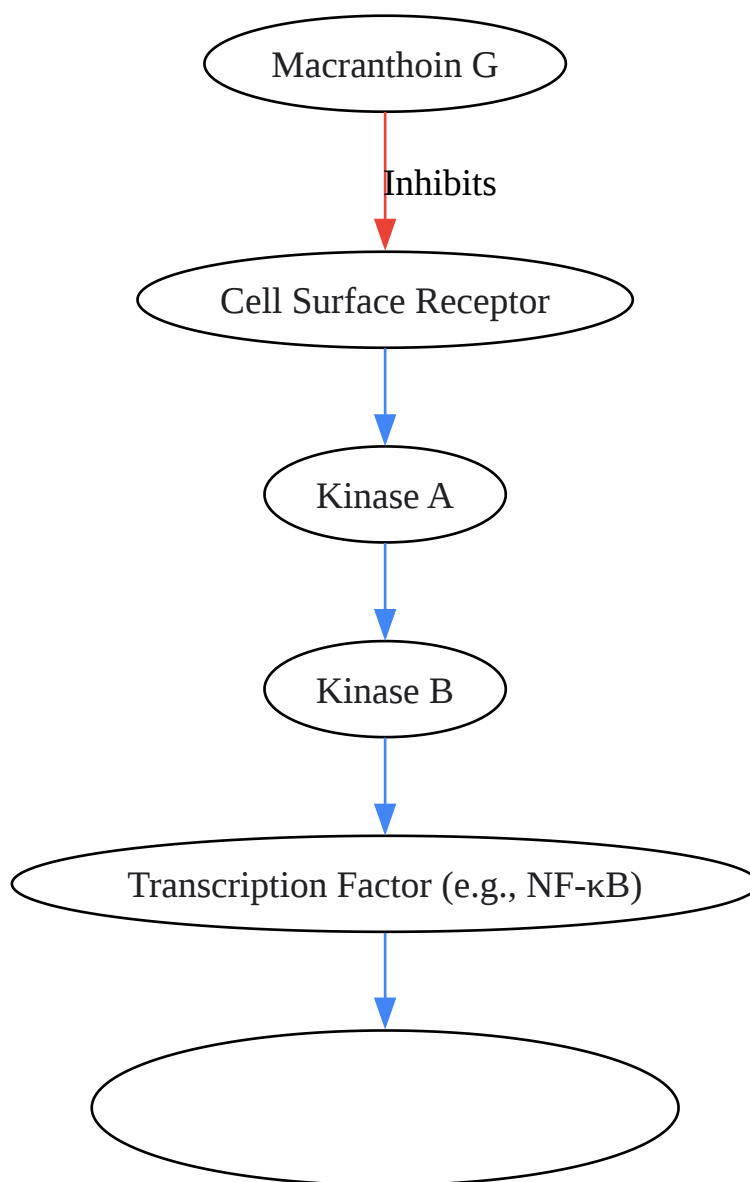 Macranthoin G
Inhibits
Cell Surface Receptor
Kinase A
Kinase B
Transcription Factor (e.g., NF-κB)